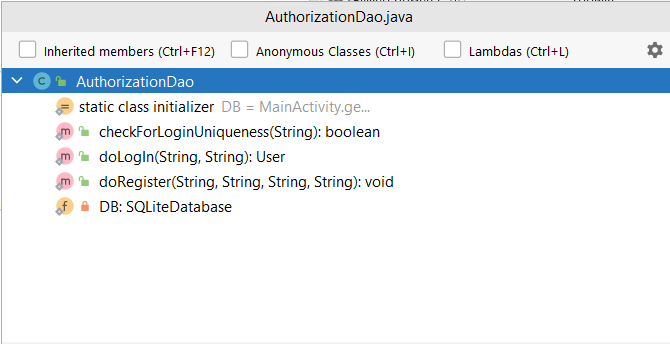 AuthorizationDao.java
Inherited members (Ctrl+F12) Anonymous Classes (Ctrl+I) Lambdas (Ctrl+L)
C AuthorizationDao
= static class initializer DB = MainActivity.ge...
m checkForLoginUniqueness(String): boolean
m doLogIn(String, String): User
m doRegister(String, String, String, String): void
f DB: SQLiteDatabase